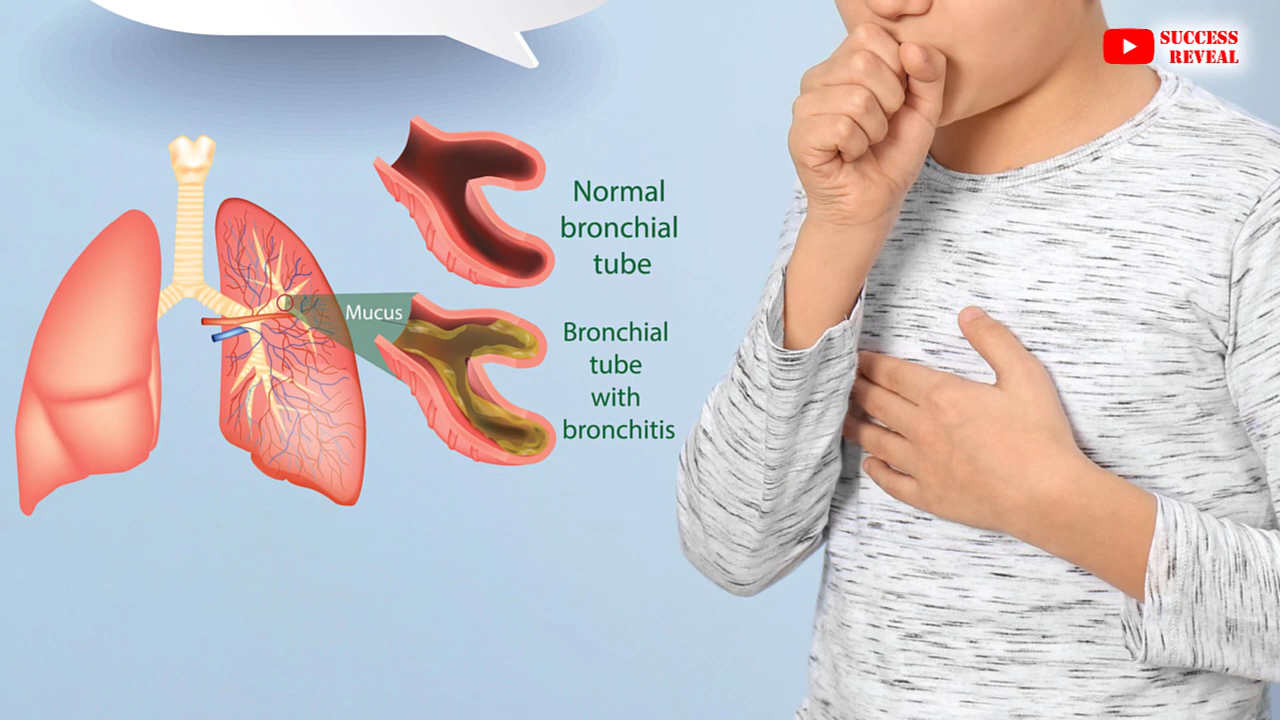 SUCCESS
REVEAL
Normal
bronchial
tube
Mucus
Bronchial
tube
with
bronchitis